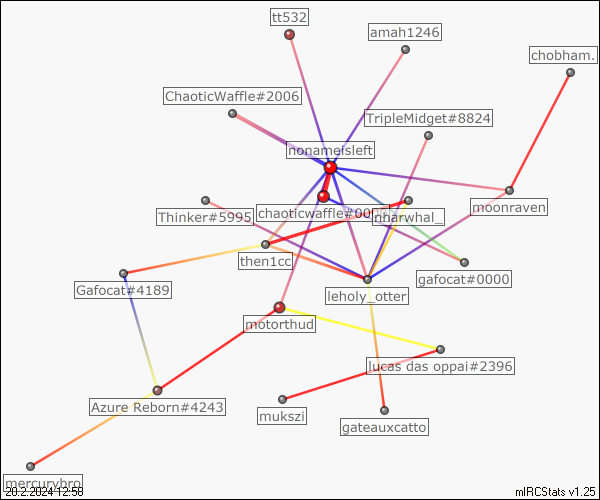 tt532
amah1246
chobham.
ChaoticWaffle#2006
TripleMidget#8824
nonameisleft
chaoticwaffle#0000
nharwhal_
moonraven
Thinker#5995
then1cc
gafocat#0000
Gafocat#4189
leholy_otter
motorthud
lucas das oppai#2396
Azure Reborn#4243
mukszi
gateauxcatto
mercurybro
20.2.2024 12:58
mIRCStats v1.25